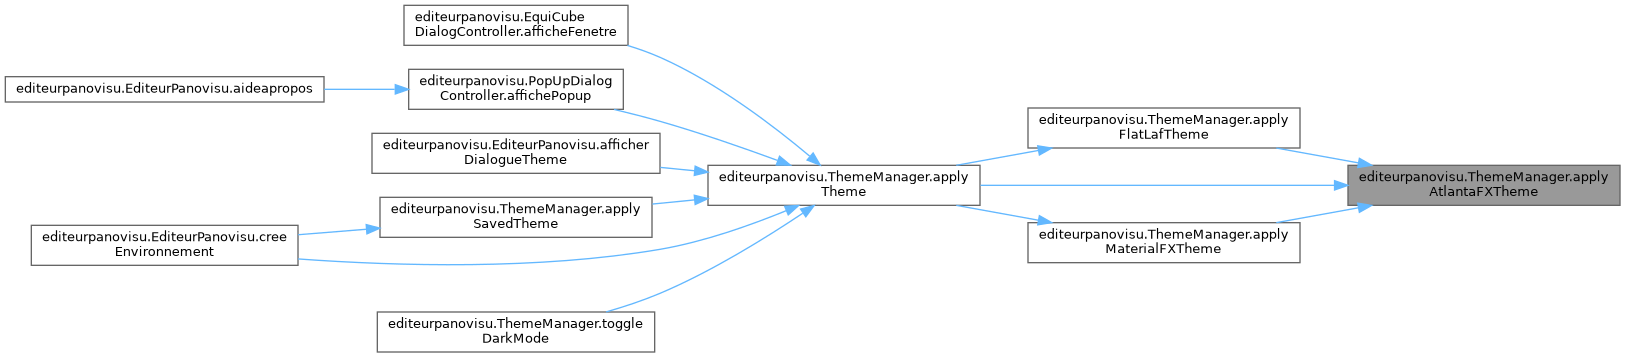 editeurpanovisu.EquiCube
DialogController.afficheFenetre
editeurpanovisu.EditeurPanovisu.aideapropos
editeurpanovisu.PopUpDialog
Controller.affichePopup
editeurpanovisu.EditeurPanovisu.afficher
DialogueTheme
editeurpanovisu.ThemeManager.apply
SavedTheme
editeurpanovisu.EditeurPanovisu.cree
Environnement
editeurpanovisu.ThemeManager.toggle
DarkMode
editeurpanovisu.ThemeManager.apply
Theme
editeurpanovisu.ThemeManager.apply
FlatLafTheme
editeurpanovisu.ThemeManager.apply
MaterialFXTheme
editeurpanovisu.ThemeManager.apply
AtlantaFXTheme